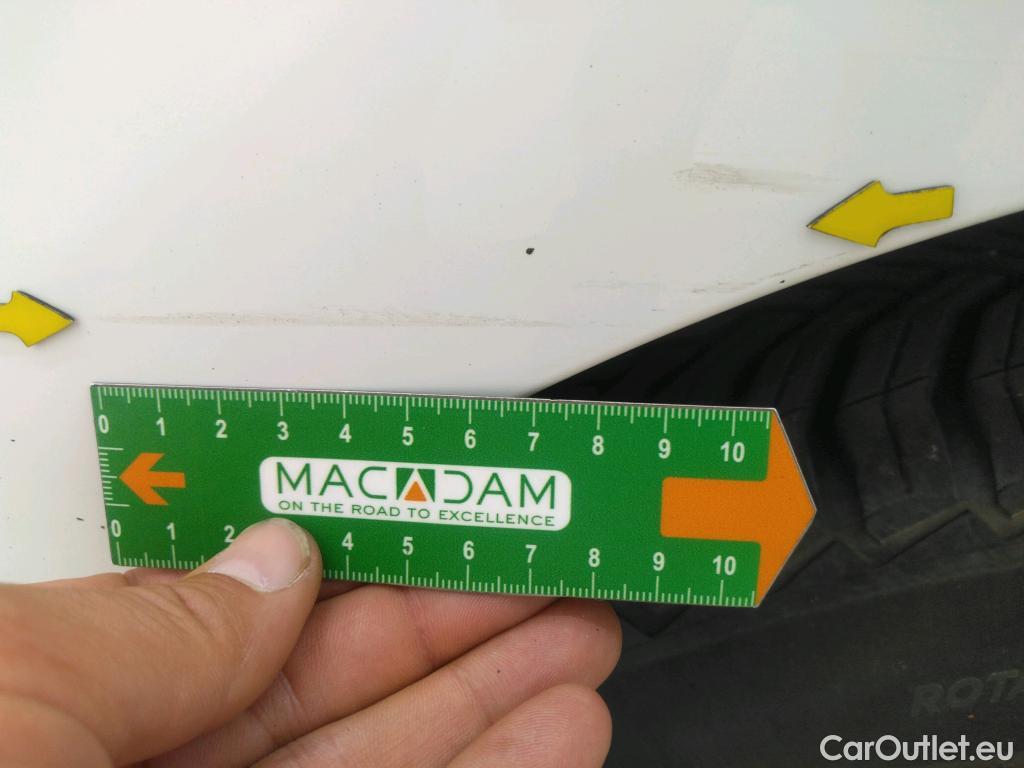 0 1 2 3 4 5 6 7 8 9 10
MACADAM
ON THE ROAD TO EXCELLENCE
0 1 2 4 5 6 7 8 9 10
CarOutlet.eu